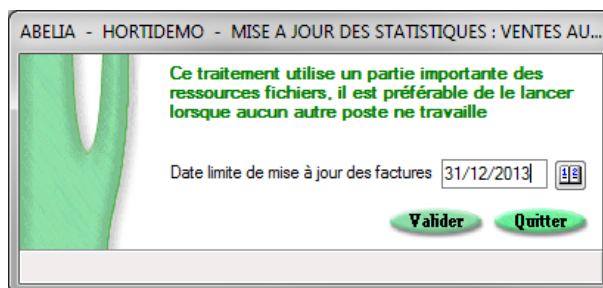 ABELIA - HORTIDEMO - MISE A JOUR DES STATISTIQUES : VENTES AU...
Ce traitement utilise un partie importante des
ressources fichiers, il est préférable de le lancer
lorsque aucun autre poste ne travaille
Date limite de mise à jour des factures 31/12/2013 12
Valider Quitter